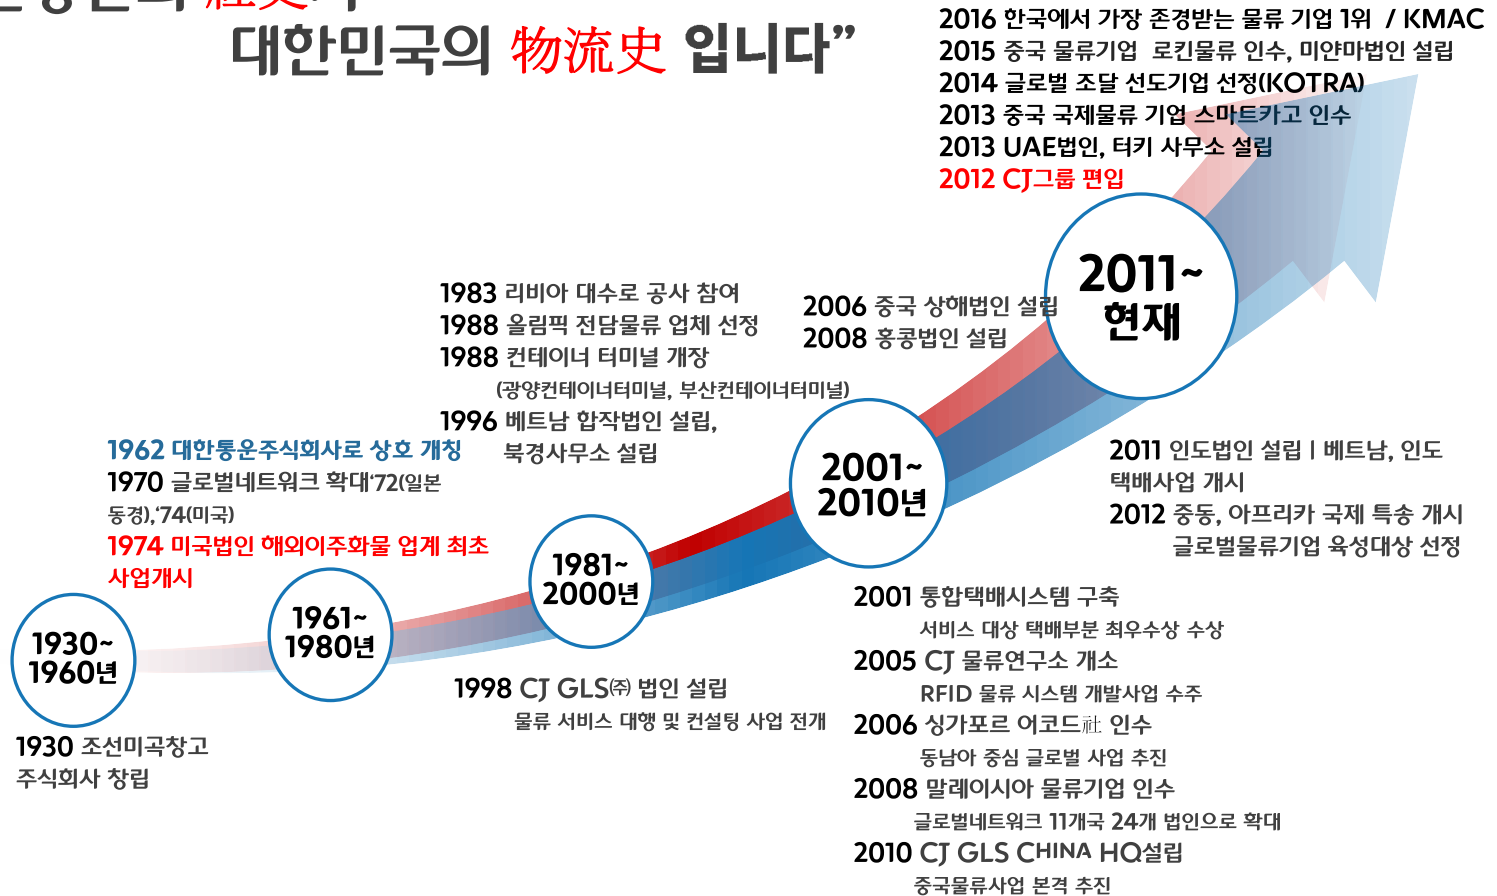 대한민국의 物流史 입니다”
2016 한국에서 가장 존경받는 물류 기업 1위 / KMAC
2015 중국 물류기업 로킨물류 인수, 미얀마법인 설립
2014 글로벌 조달 선도기업 선정(KOTRA)
2013 중국 국제물류 기업 스마트카고 인수
2013 UAE법인, 터키 사무소 설립
2012 CJ그룹 편입
2011~
현재
1983 리비아 대수로 공사 참여
1988 올림픽 전담물류 업체 선정
1988 컨테이너 터미널 개장
(광양컨테이너터미널, 부산컨테이너터미널)
1996 베트남 합작법인 설립,
북경사무소 설립
2006 중국 상해법인 설립
2008 홍콩법인 설립
1962 대한통운주식회사로 상호 개칭
1970 글로벌네트워크 확대‘72(일본
동경),‘74(미국)
1974 미국법인 해외이주화물 업계 최초
사업개시
2001~
2010년
2011 인도법인 설립 | 베트남, 인도
택배사업 개시
2012 중동, 아프리카 국제 특송 개시
글로벌물류기업 육성대상 선정
1981~
2000년
1961~
1980년
1930~
1960년
1930 조선미곡창고
주식회사 창립
1998 CJ GLS㈜ 법인 설립
물류 서비스 대행 및 컨설팅 사업 전개
2001 통합택배시스템 구축
서비스 대상 택배부분 최우수상 수상
2005 CJ 물류연구소 개소
RFID 물류 시스템 개발사업 수주
2006 싱가포르 어코드社 인수
동남아 중심 글로벌 사업 추진
2008 말레이시아 물류기업 인수
글로벌네트워크 11개국 24개 법인으로 확대
2010 CJ GLS CHINA HQ설립
중국물류사업 본격 추진